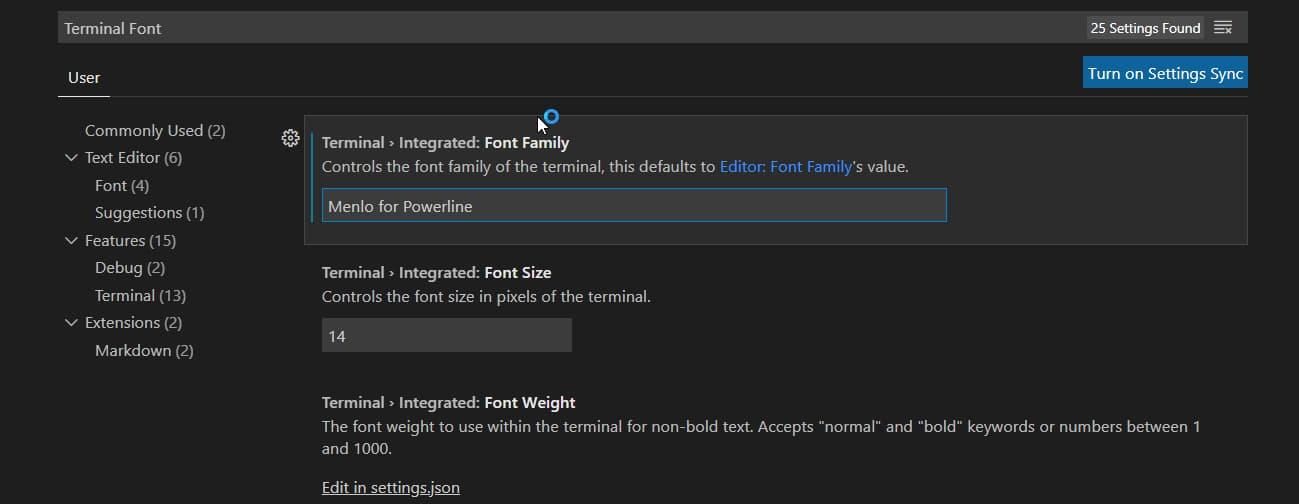 Terminal Font
25 Settings Found
User
Turn on Settings Sync
Commonly Used (2)
Text Editor (6)
Font (4)
Suggestions (1)
Features (15)
Debug (2)
Terminal (13)
Extensions (2)
Markdown (2)
Terminal › Integrated: Font Family
Controls the font family of the terminal, this defaults to Editor: Font Family's value.
Menlo for Powerline
Terminal › Integrated: Font Size
Controls the font size in pixels of the terminal.
14
Terminal › Integrated: Font Weight
The font weight to use within the terminal for non-bold text. Accepts "normal" and "bold" keywords or numbers between 1
and 1000.
Edit in settings.json